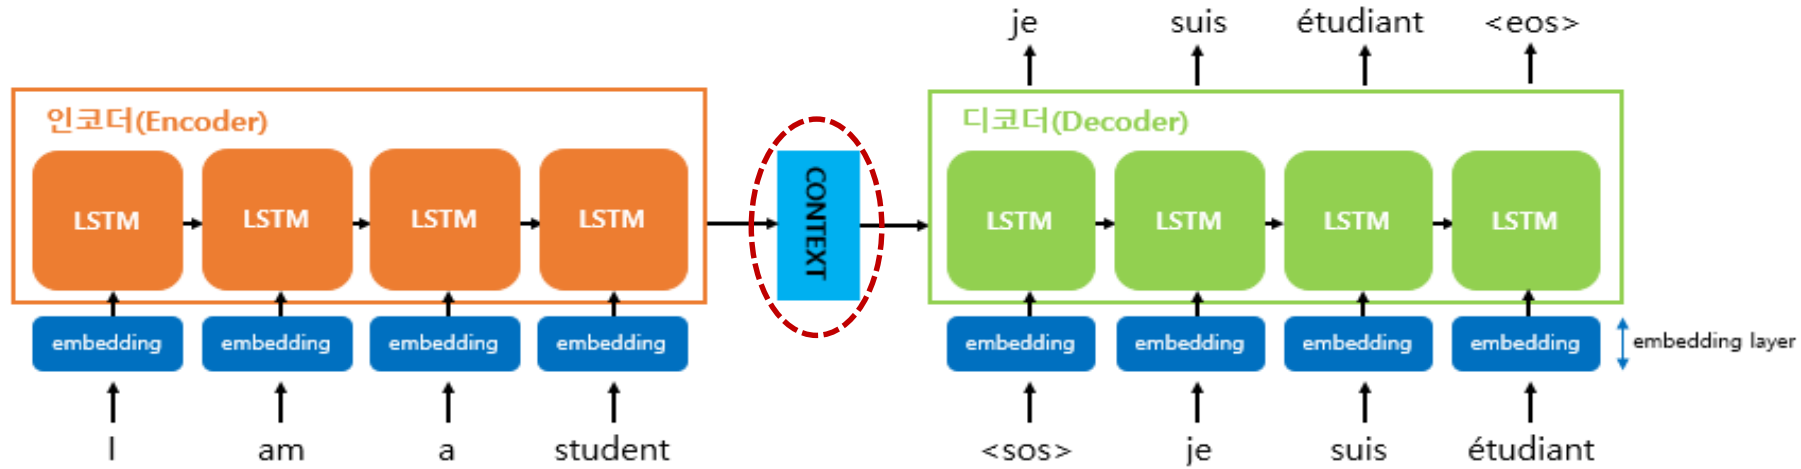 je suis étudiant <eos>
인코더(Encoder)
LSTM LSTM LSTM LSTM
embedding embedding embedding embedding
I am a student
CONTEXT
디코더(Decoder)
LSTM LSTM LSTM LSTM
embedding embedding embedding embedding
embedding layer
<sos> je suis étudiant